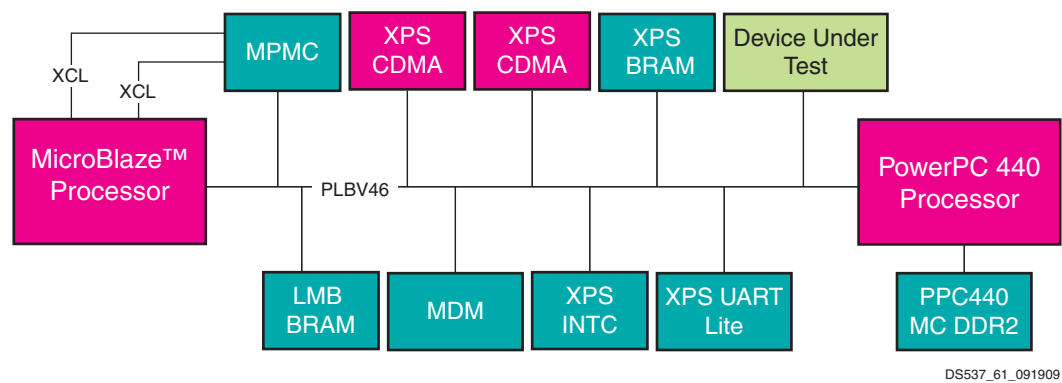 MPMC
XPS
CDMA
XPS
CDMA
XPS
BRAM
Device Under
Test
XCL
XCL
MicroBlaze™
Processor
PLBV46
PowerPC 440
Processor
LMB
BRAM
MDM
XPS
INTC
XPS UART
Lite
PPC440
MC DDR2
DS537_61_091909